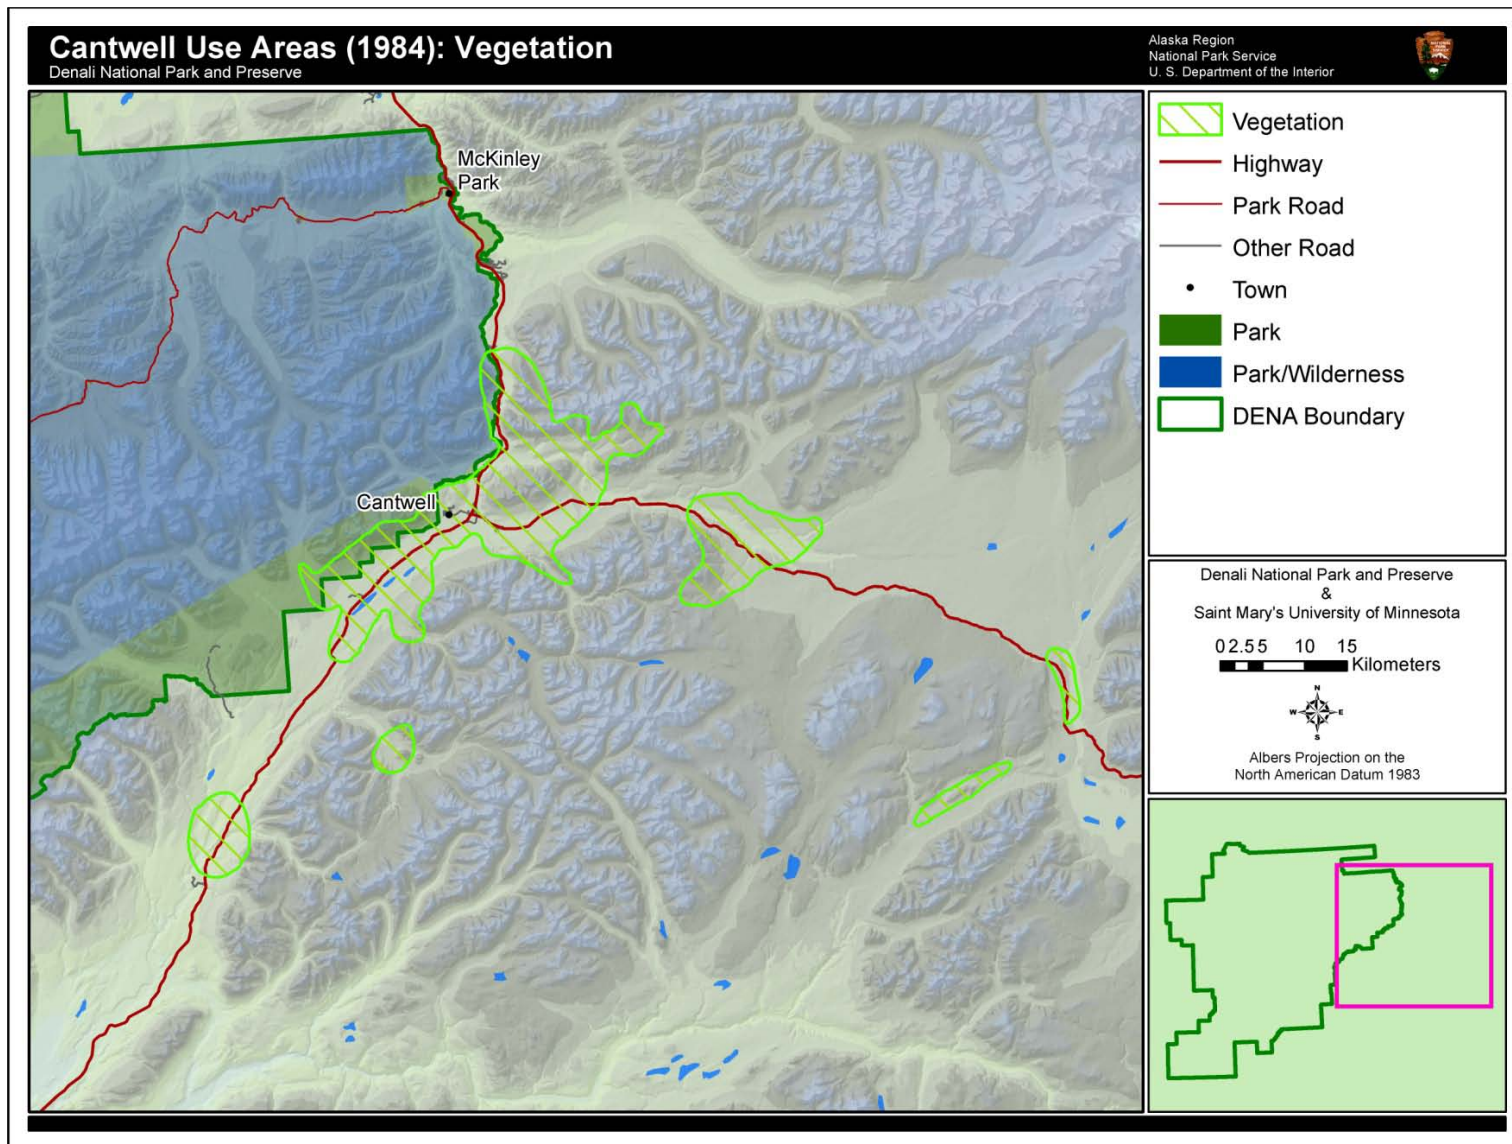 Cantwell Use Areas (1984): Vegetation
Denali National Park and Preserve
Alaska Region
National Park Service
U. S. Department of the Interior
McKinley
Park
Cantwell
Vegetation
Highway
Park Road
Other Road
Town
Park
Park/Wilderness
DENA Boundary
Denali National Park and Preserve
&
Saint Mary's University of Minnesota
0 2.5 5 10 15
Kilometers
N
W E
S
Albers Projection on the
North American Datum 1983